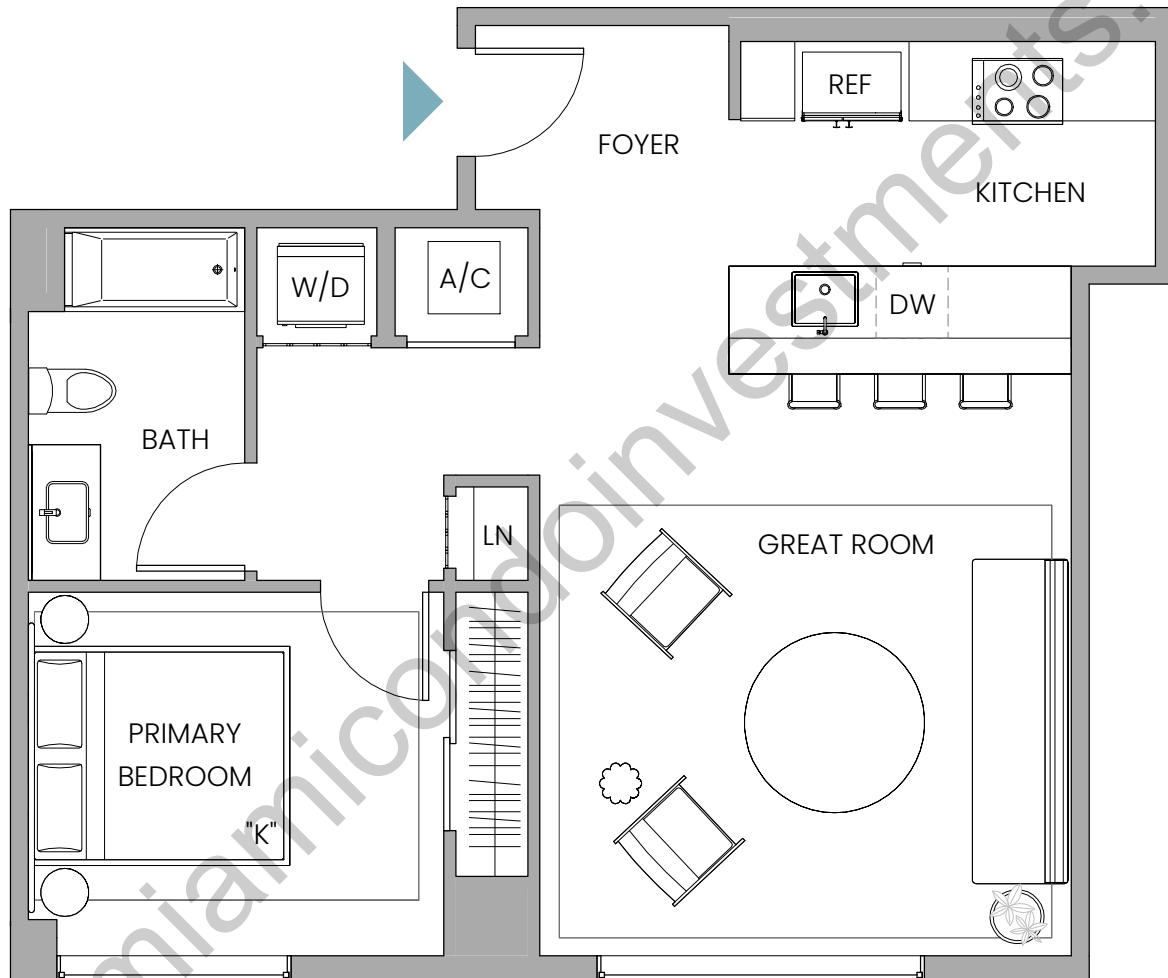 REF
FOYER
KITCHEN
W/D
A/C
DW
BATH
LN
GREAT ROOM
PRIMARY
BEDROOM
"K"
miamicondoinvestments.